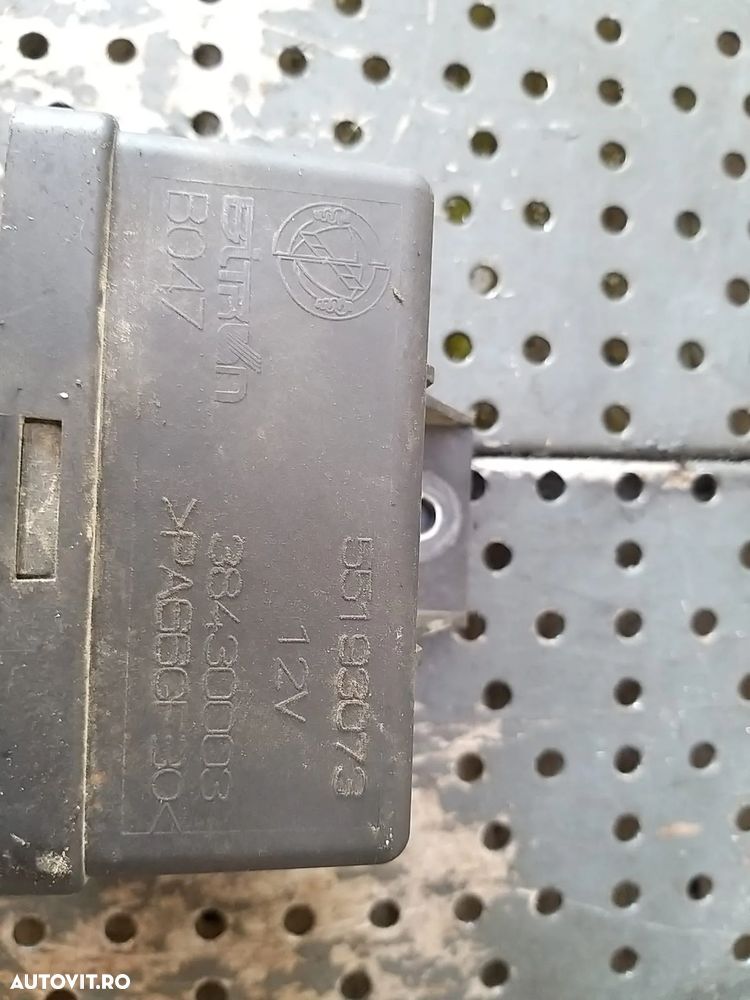 55193073
12V
BiTRON 38430003
B047 >PA66GF30<
AUTOVIT.RO